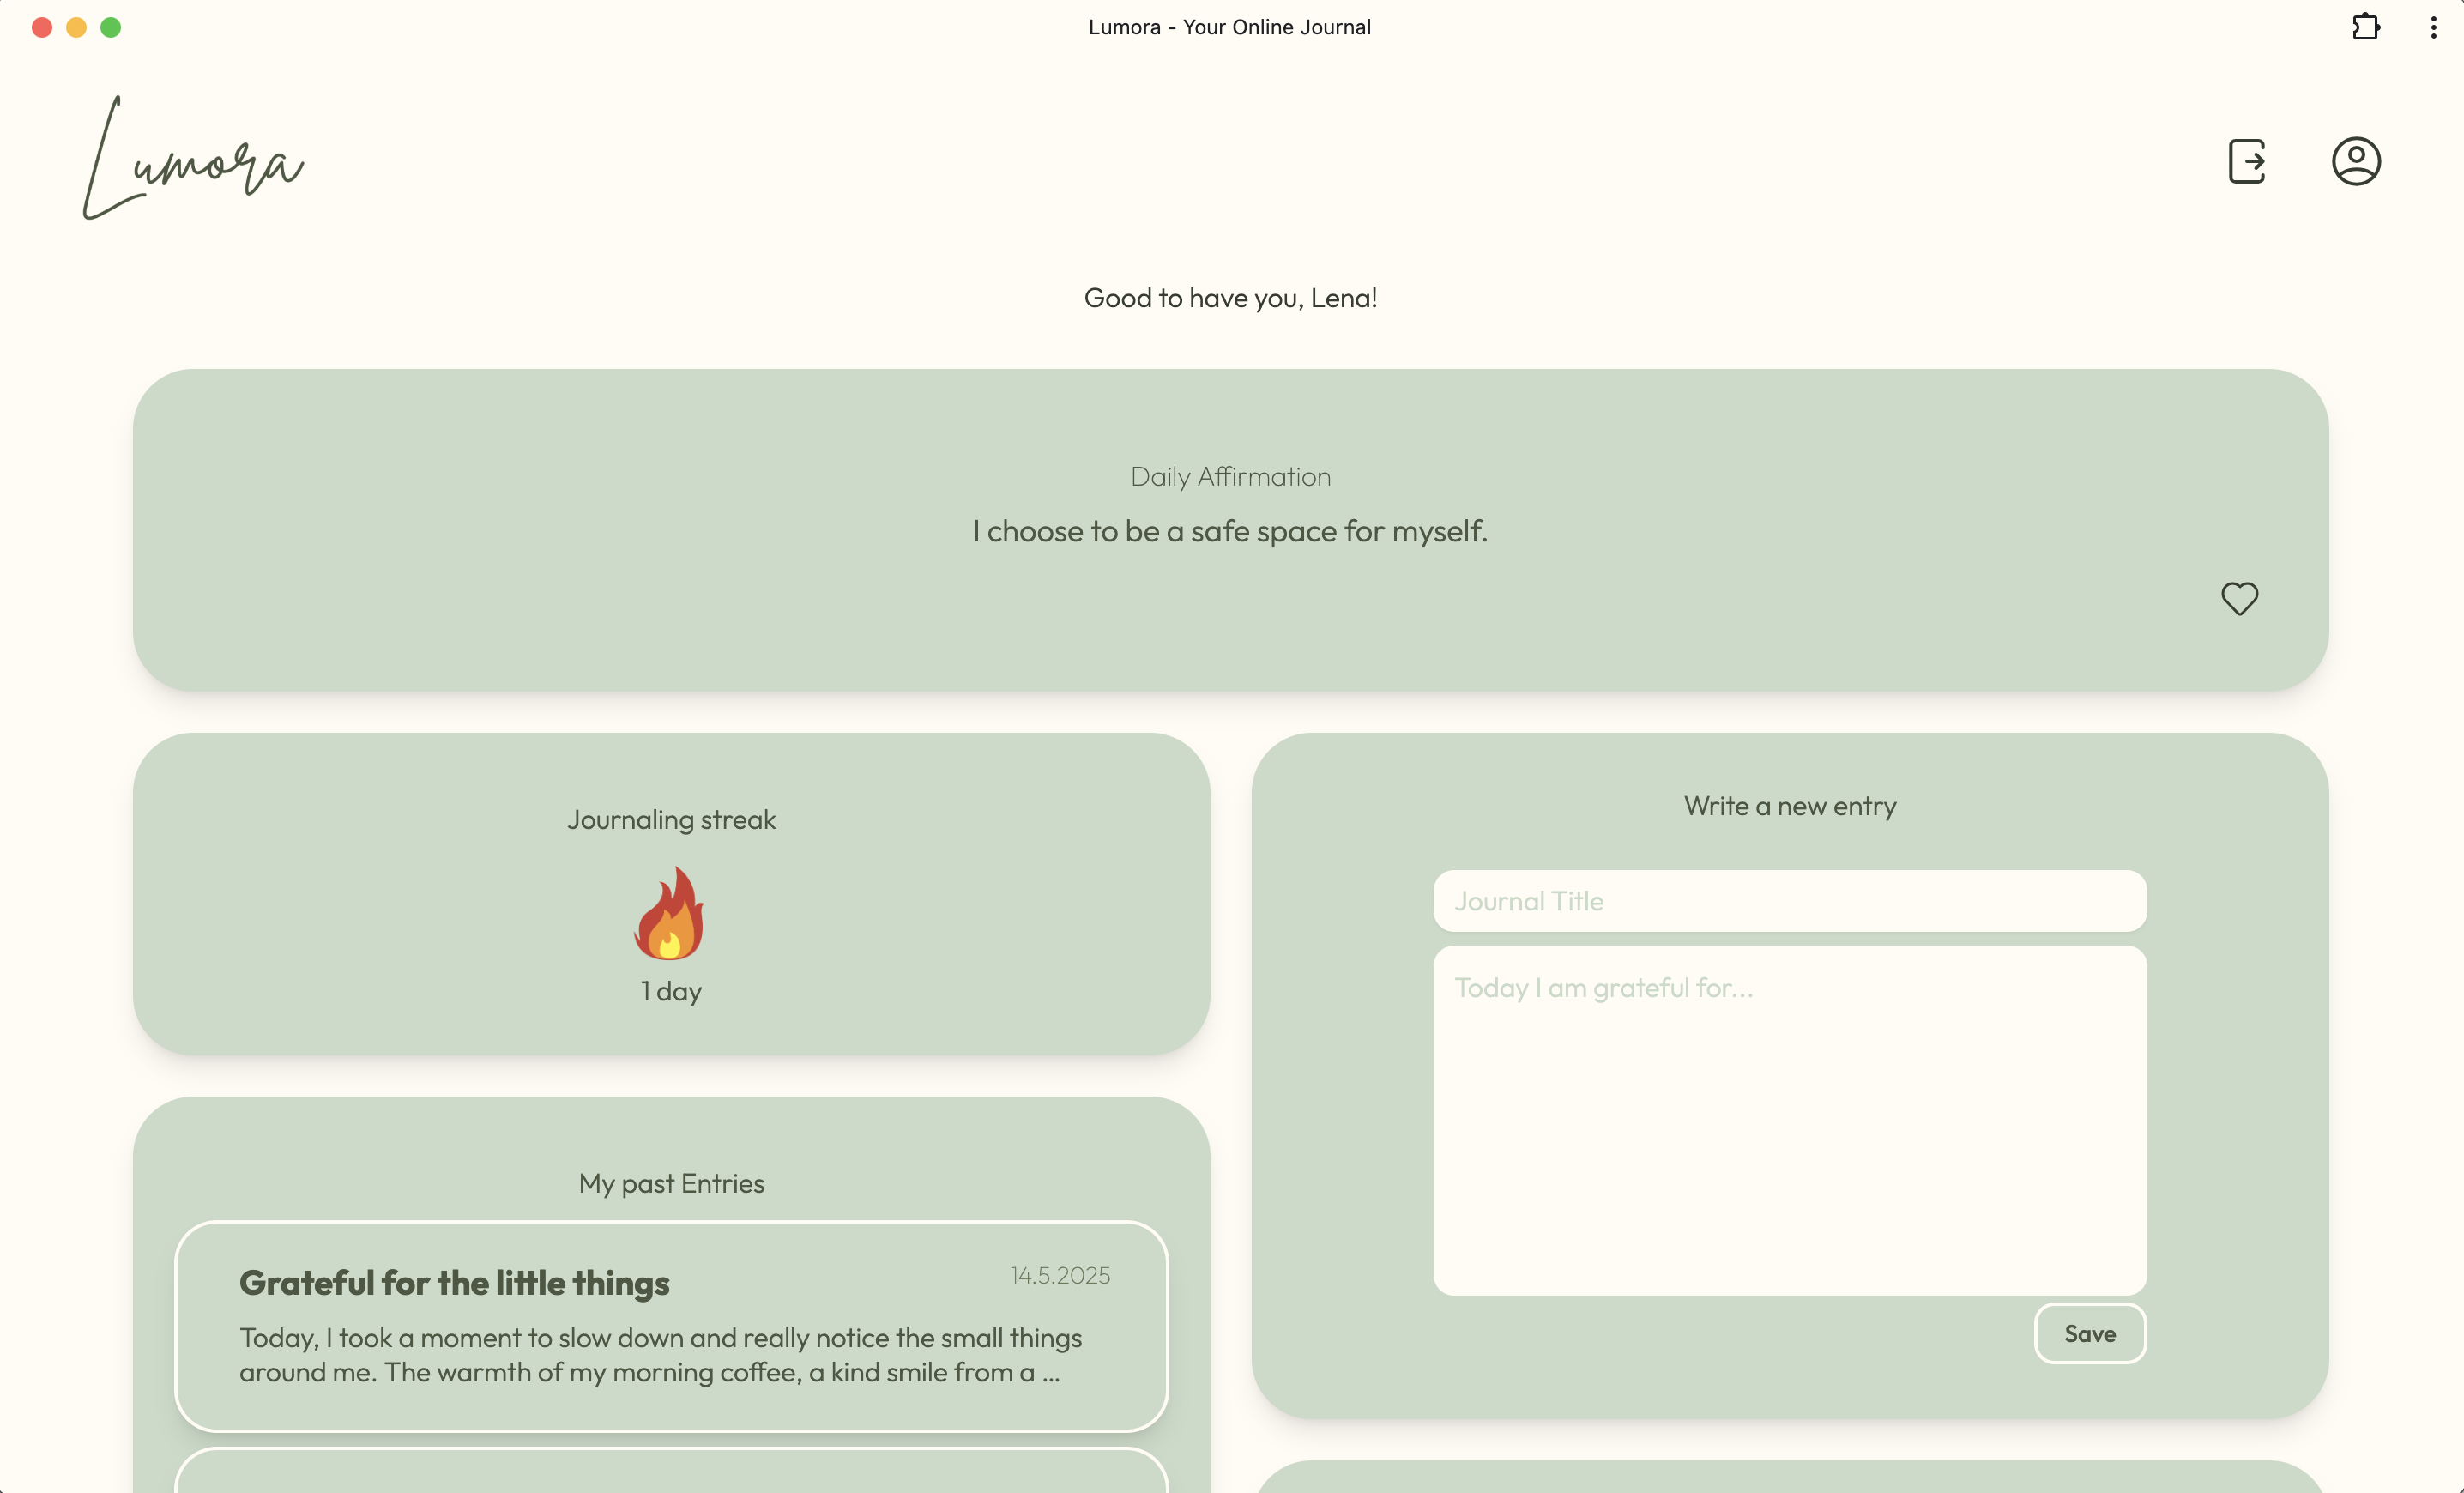 Lumora - Your Online Journal
Lumora
Good to have you, Lena!
Daily Affirmation
I choose to be a safe space for myself.
Journaling streak
1 day
Write a new entry
Journal Title
Today I am grateful for...
Save
My past Entries
Grateful for the little things
14.5.2025
Today, I took a moment to slow down and really notice the small things
around me. The warmth of my morning coffee, a kind smile from a ...